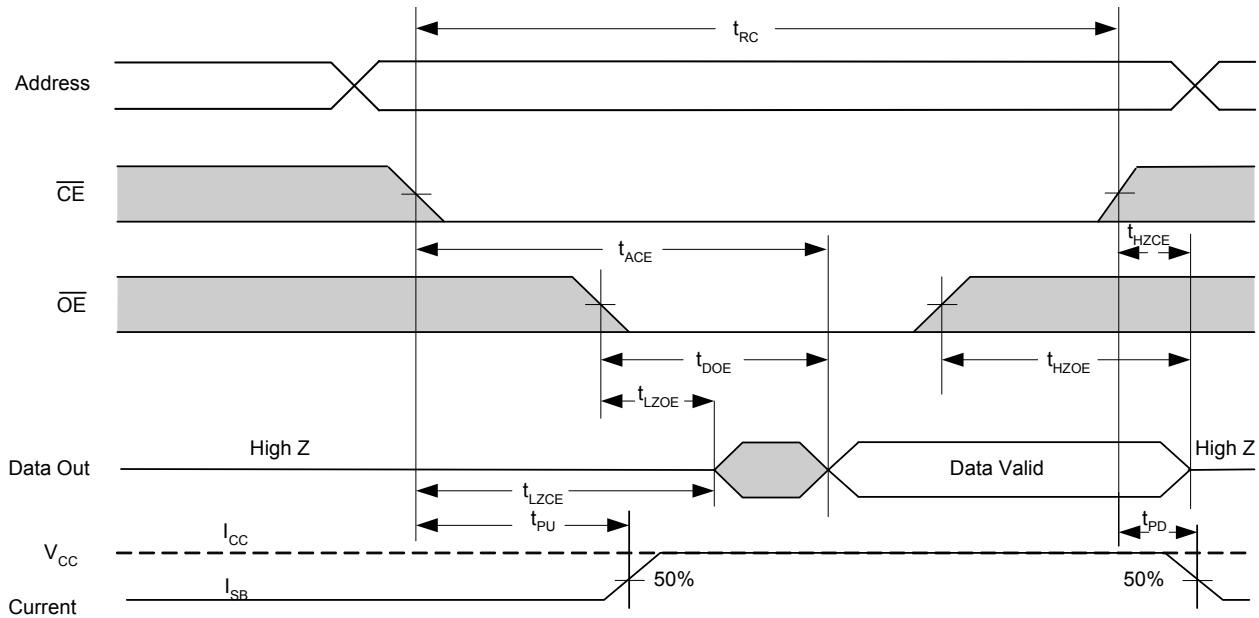 tRC
Address
CE
tHZCE
tACE
OE
tDOE
tHZOE
tLZOE
High Z
High Z
Data Out
Data Valid
tLZCE
tPU
tPD
ICC
VCC
50%
50%
ISB
Current